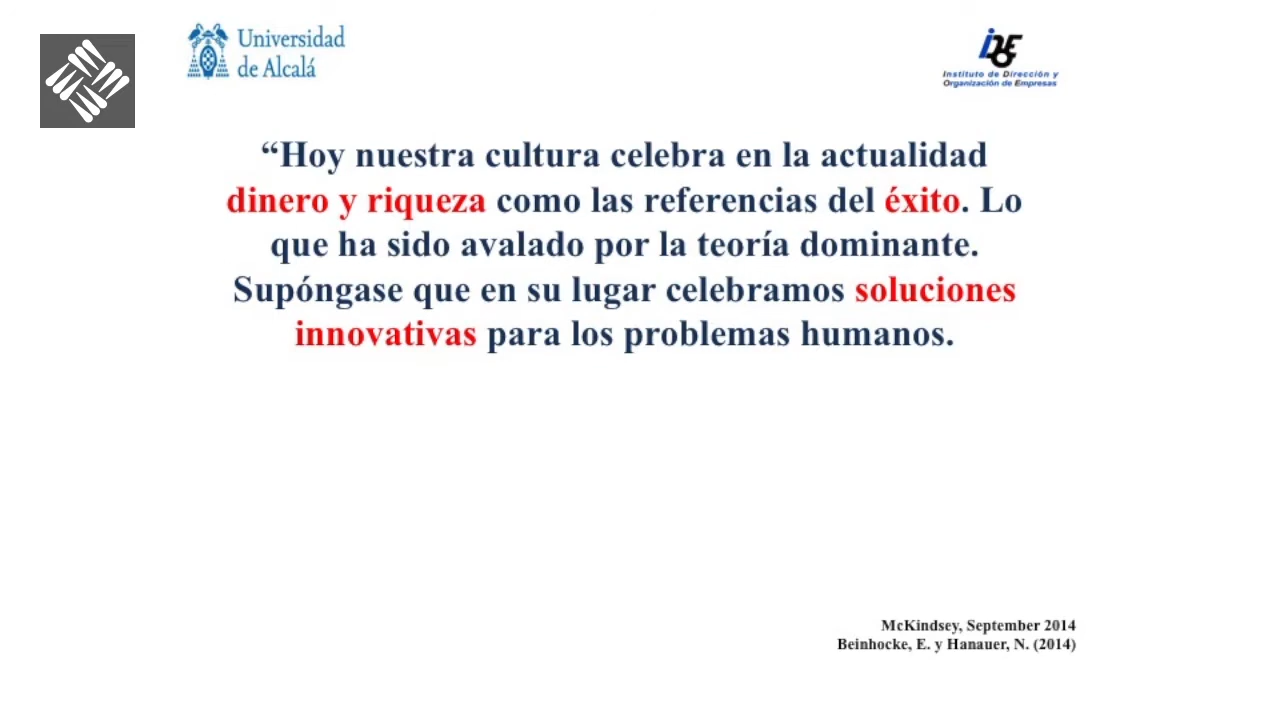 Universidad
de Alcalá
iDOE
Instituto de Dirección y
Organización de Empresas
“Hoy nuestra cultura celebra en la actualidad
dinero y riqueza como las referencias del éxito. Lo
que ha sido avalado por la teoría dominante.
Supóngase que en su lugar celebramos soluciones
innovativas para los problemas humanos.
McKindsey, September 2014
Beinhocke, E. y Hanauer, N. (2014)